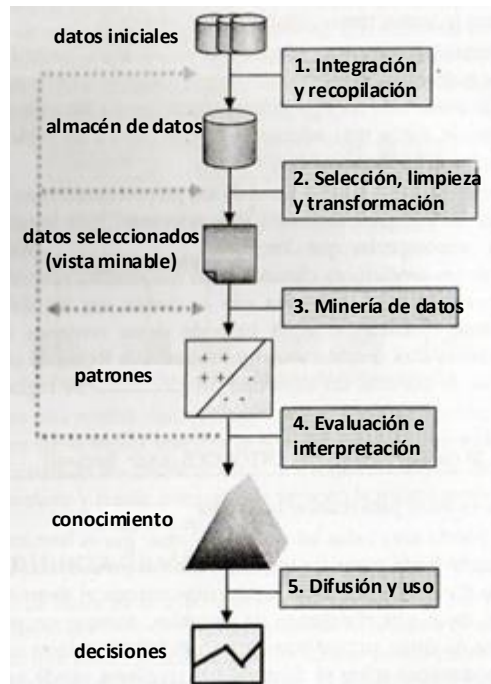 datos iniciales
1. Integración
y recopilación
almacén de datos
2. Selección, limpieza
y transformación
datos seleccionados
(vista minable)
3. Minería de datos
patrones
4. Evaluación e
interpretación
conocimiento
5. Difusión y uso
decisiones